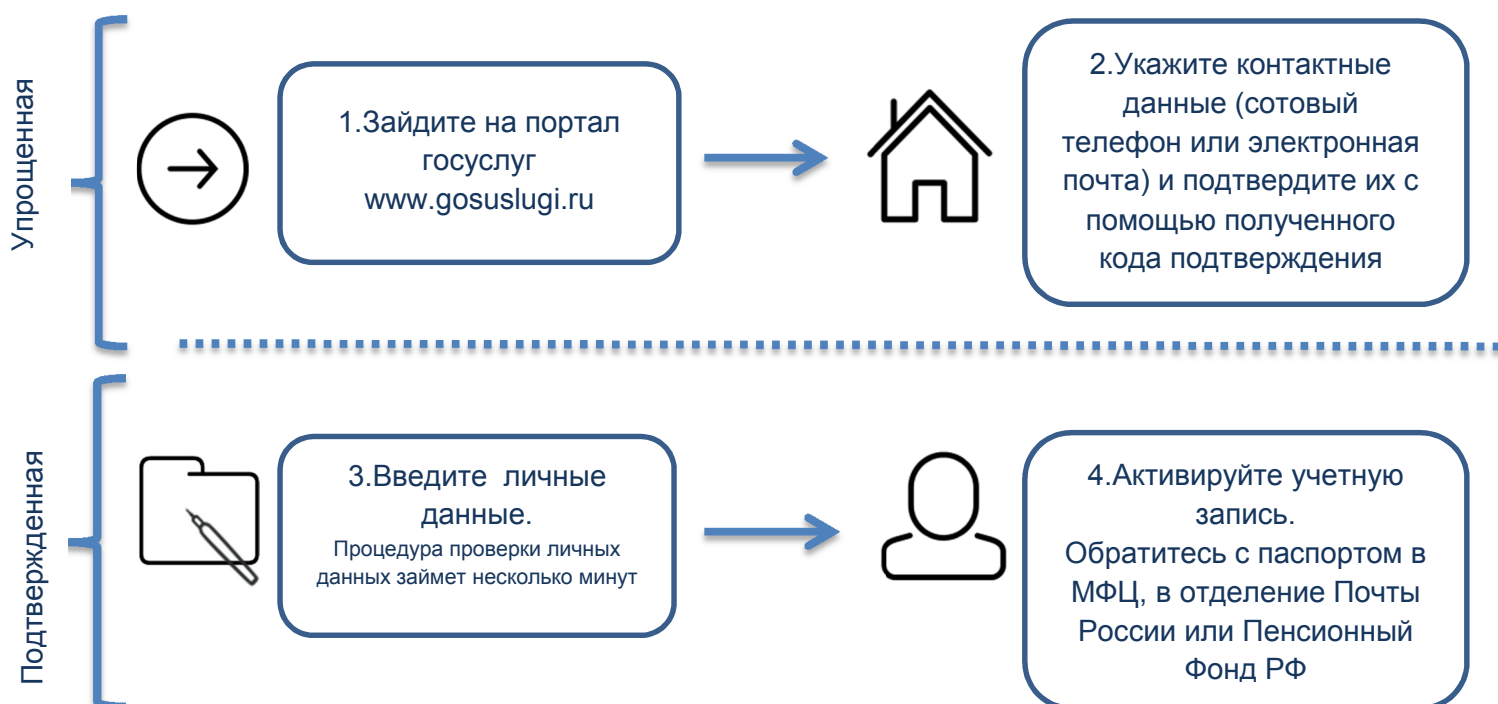 Упрощенная
1.Зайдите на портал
госуслуг
www.gosuslugi.ru
2.Укажите контактные
данные (сотовый
телефон или электронная
почта) и подтвердите их с
помощью полученного
кода подтверждения
Подтвержденная
3.Введите личные
данные.
Процедура проверки личных
данных займет несколько минут
4.Активируйте учетную
запись.
Обратитесь с паспортом в
МФЦ, в отделение Почты
России или Пенсионный
Фонд РФ